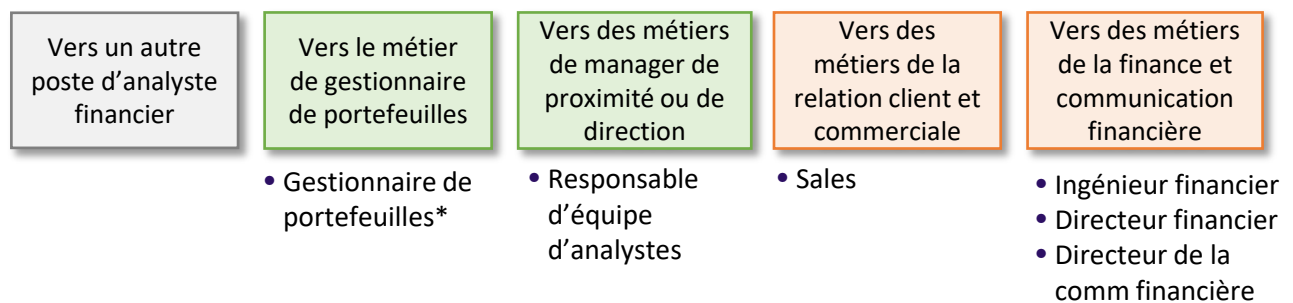 Vers un autre
poste d’analyste
financier
Vers le métier
de gestionnaire
de portefeuilles
• Gestionnaire de
portefeuilles*
Vers des métiers
de manager de
proximité ou de
direction
• Responsable
d’équipe
d’analystes
Vers des
métiers de la
relation client et
commerciale
• Sales
Vers des métiers
de la finance et
communication
financière
• Ingénieur financier
• Directeur financier
• Directeur de la
comm financière